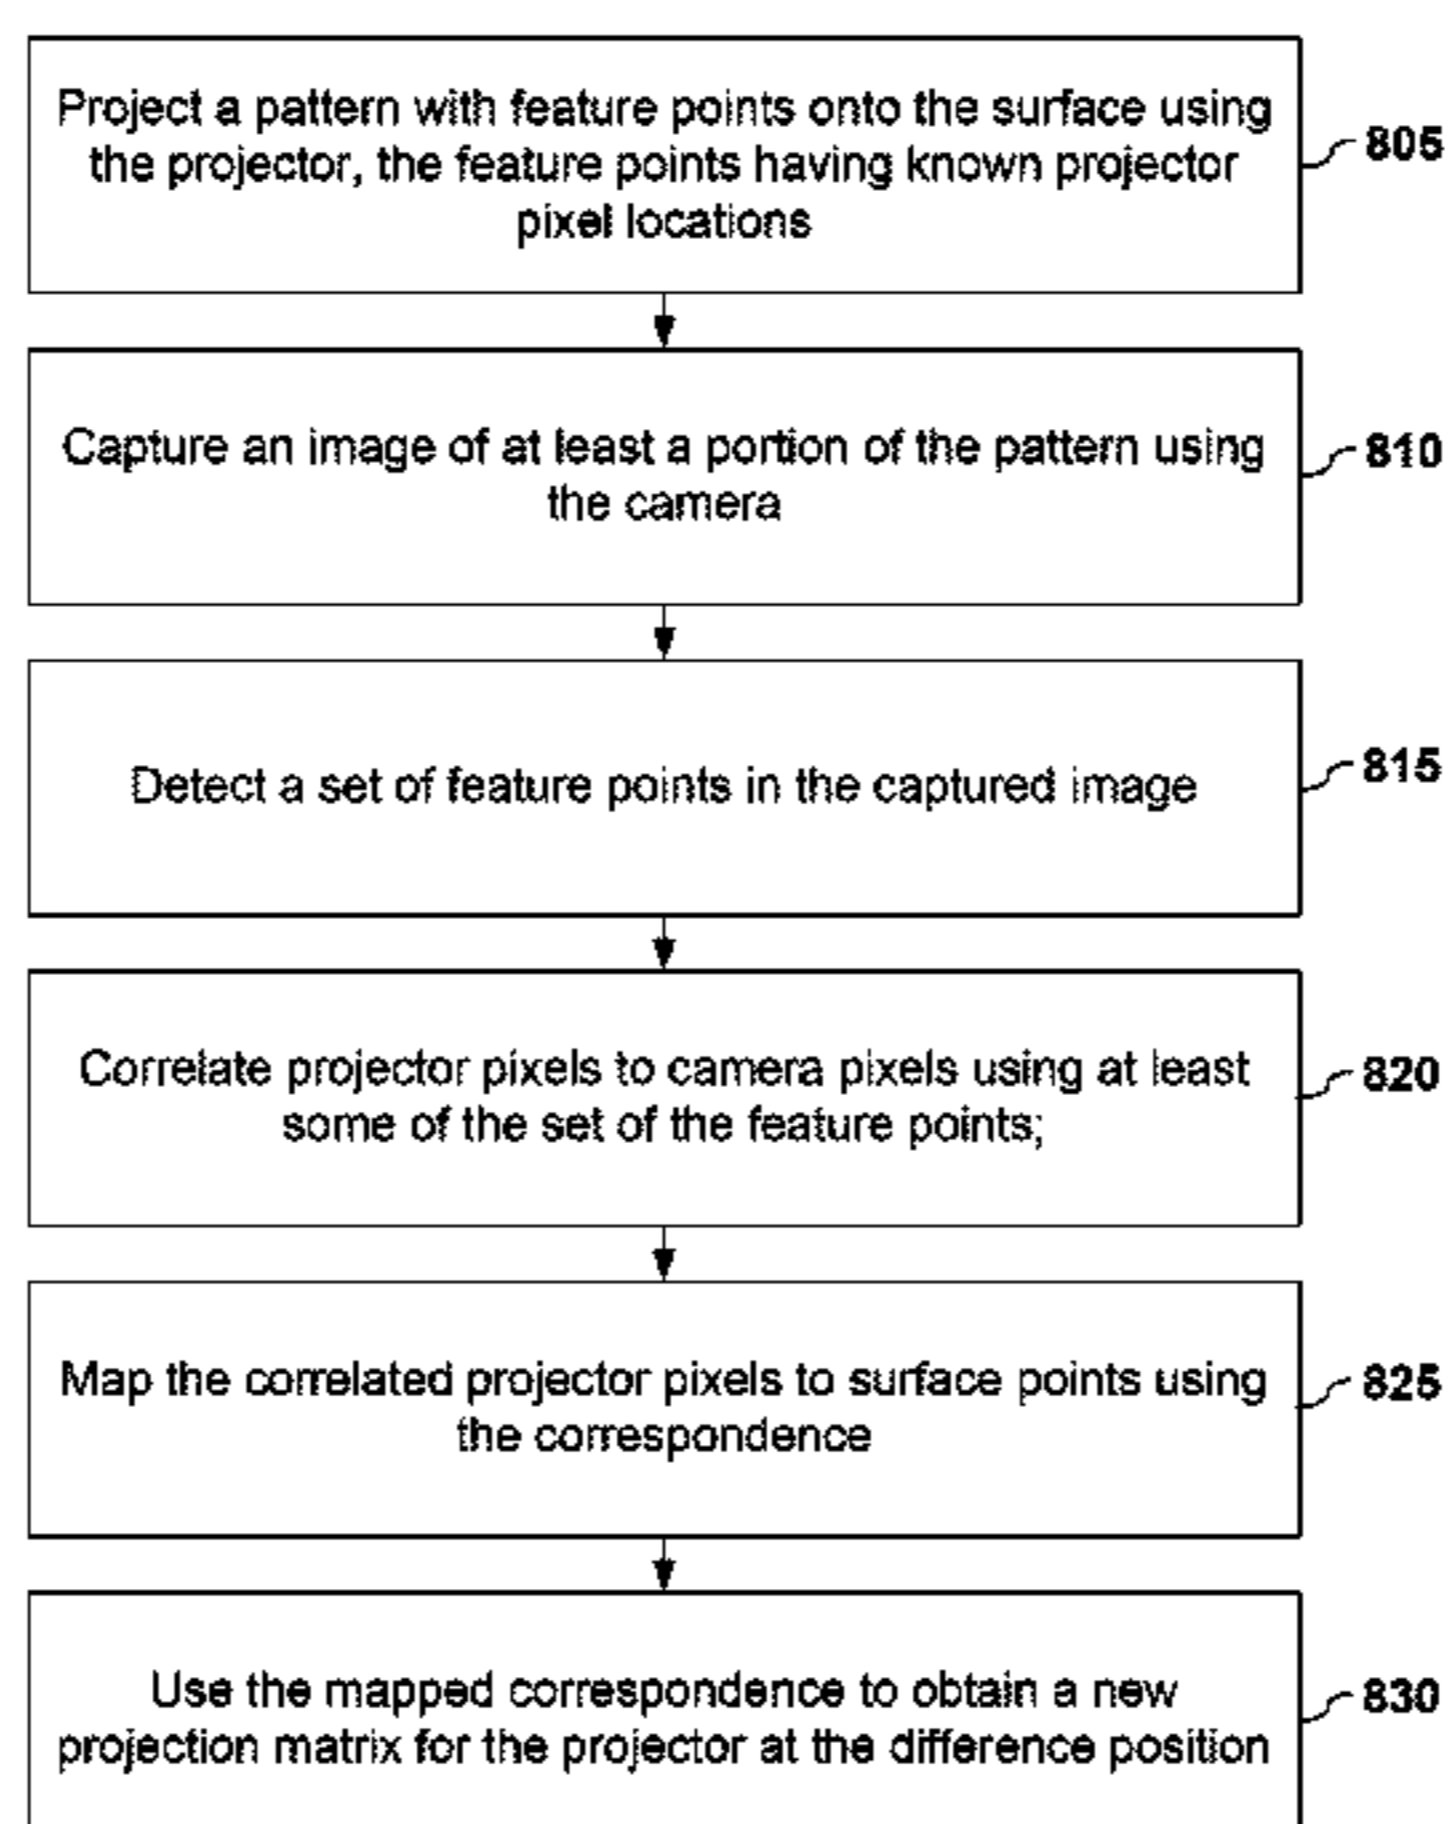 Project a pattern with feature points onto the surface using
the projector, the feature points having known projector
pixel locations
805
Capture an image of at least a portion of the pattern using
the camera
810
Detect a set of feature points in the captured image
815
Correlate projector pixels to camera pixels using at least
some of the set of the feature points;
820
Map the correlated projector pixels to surface points using
the correspondence
825
Use the mapped correspondence to obtain a new
projection matrix for the projector at the difference position
830